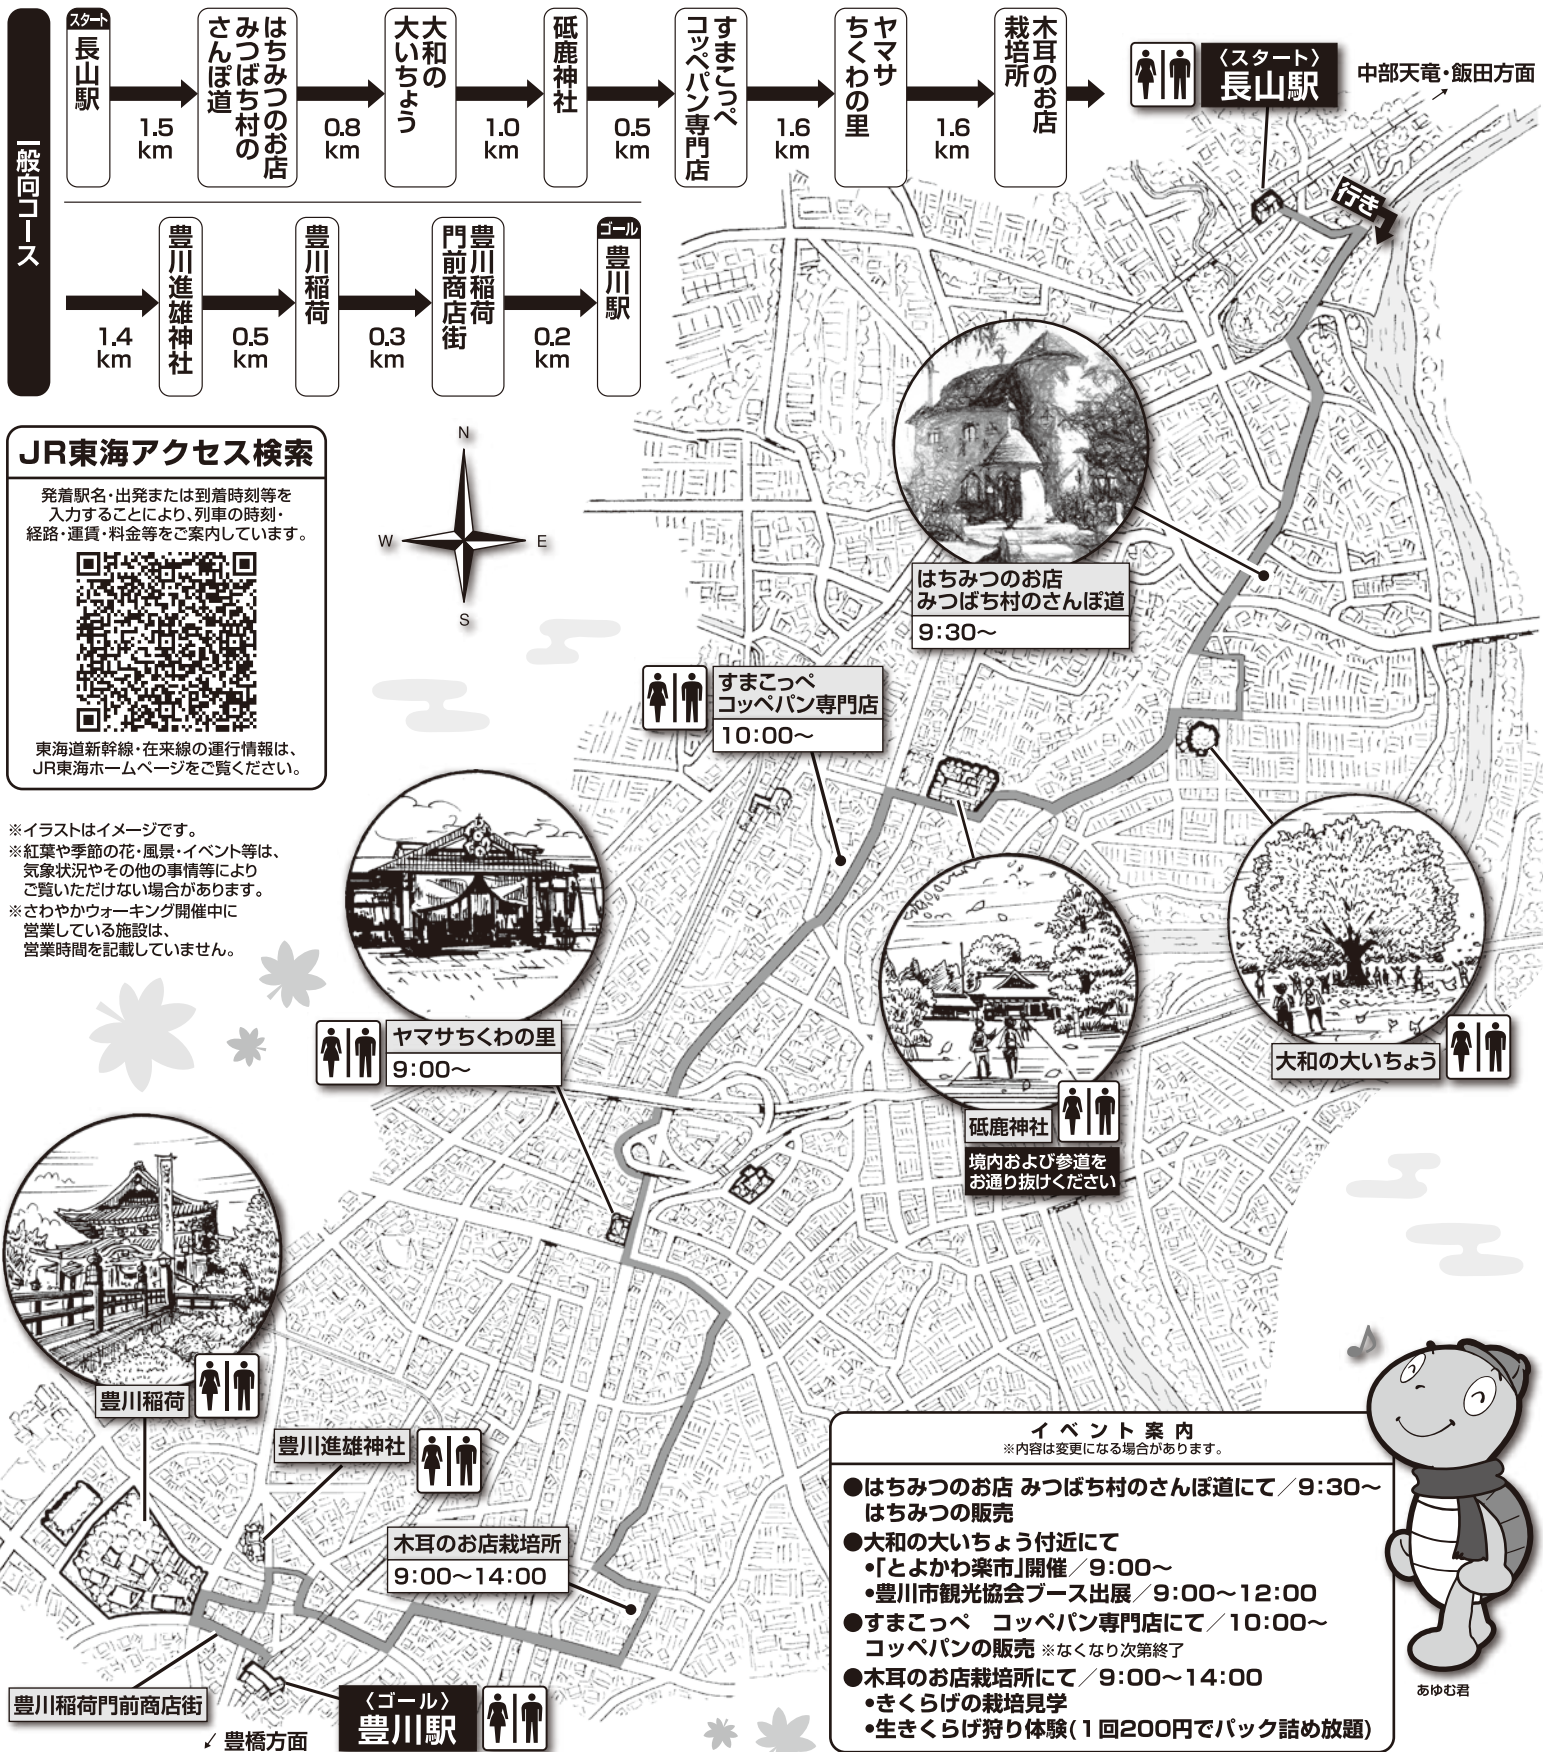 一般向コース
スタート
長山駅
1.5
km
はちみつのお店
みつばち村の
さんぽ道
0.8
km
大和の
大いちょう
1.0
km
砥鹿神社
0.5
km
すまこっぺ
コッペパン専門店
1.6
km
ヤマサ
ちくわの里
1.6
km
木耳のお店
栽培所
1.4
km
豊川進雄神社
0.5
km
豊川稲荷
0.3
km
豊川稲荷
門前商店街
0.2
km
ゴール
豊川駅
〈スタート〉
長山駅
中部天竜・飯田方面
行き
JR東海アクセス検索
発着駅名・出発または到着時刻等を
入力することにより、列車の時刻・
経路・運賃・料金等をご案内しています。
東海道新幹線・在来線の運行情報は、
JR東海ホームページをご覧ください。
N
W
E
S
はちみつのお店
みつばち村のさんぽ道
9:30〜
すまこっぺ
コッペパン専門店
10:00〜
※イラストはイメージです。
※紅葉や季節の花・風景・イベント等は、
気象状況やその他の事情等により
ご覧いただけない場合があります。
※さわやかウォーキング開催中に
営業している施設は、
営業時間を記載していません。
ヤマサちくわの里
9:00〜
大和の大いちょう
砥鹿神社
境内および参道を
お通り抜けください
豊川稲荷
豊川進雄神社
木耳のお店栽培所
9:00〜14:00
豊川稲荷門前商店街
豊橋方面
〈ゴール〉
豊川駅
イベント案内
※内容は変更になる場合があります。
●はちみつのお店 みつばち村のさんぽ道にて／9:30〜
はちみつの販売
●大和の大いちょう付近にて
•「とよかわ楽市」開催／9:00〜
•豊川市観光協会ブース出展／9:00〜12:00
●すまこっぺ　コッペパン専門店にて／10:00〜
コッペパンの販売 ※なくなり次第終了
●木耳のお店栽培所にて／9:00〜14:00
•きくらげの栽培見学
•生きくらげ狩り体験(１回200円でパック詰め放題)
あゆむ君